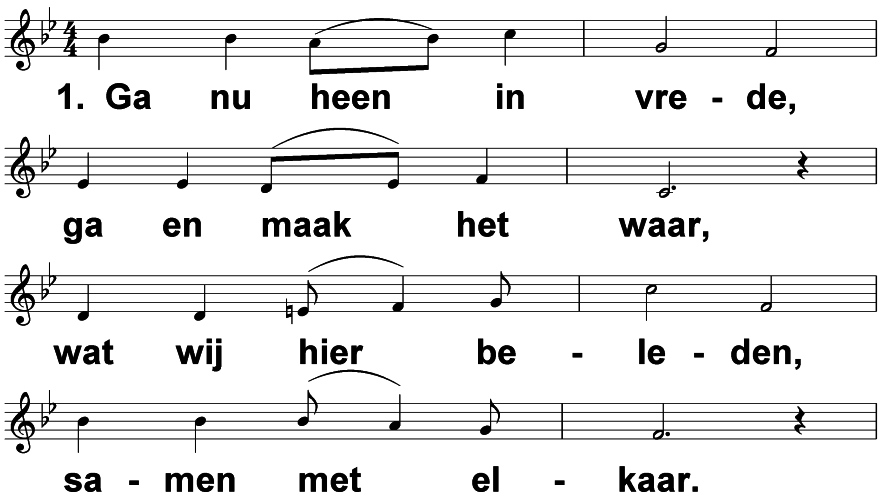 1. Ga nu heen in vre - de,
ga en maak het waar,
wat wij hier be - le - den,
sa - men met el - kaar.